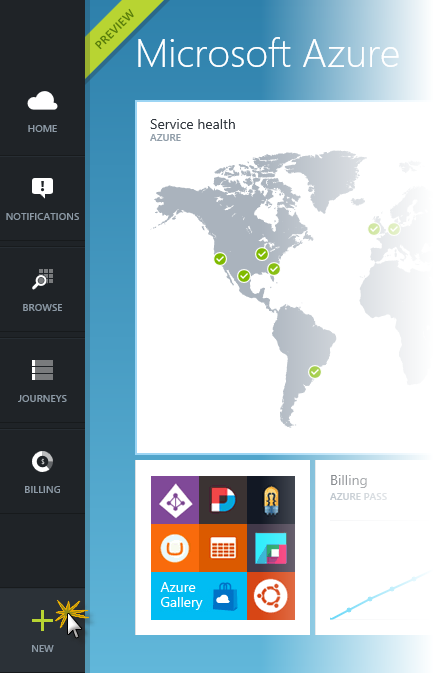 PREVIEW
Microsoft Azure
HOME
NOTIFICATIONS
BROWSE
JOURNEYS
BILLING
NEW
Service health
AZURE
Azure
Gallery
Billing
AZURE PASS